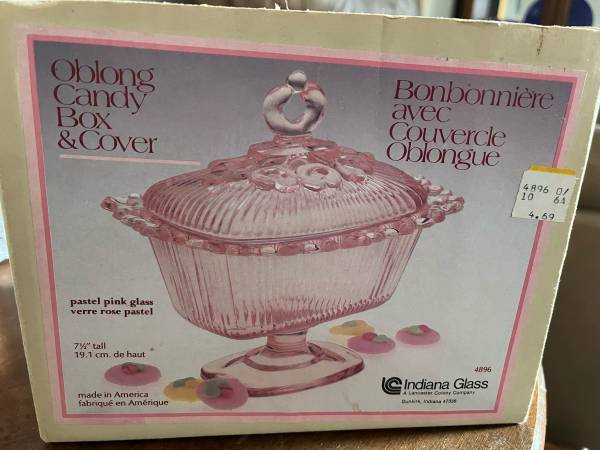 Oblong
Candy
Box
& Cover
Bonbonnière
avec
Couvercle
Oblongue
4896 0/
10 6A
4.69
pastel pink glass
verre rose pastel
7½" tall
19.1 cm. de haut
made in America
fabriqué en Amérique
4896
Indiana Glass
A Lancaster Colony Company
Dunkirk, Indiana 47336